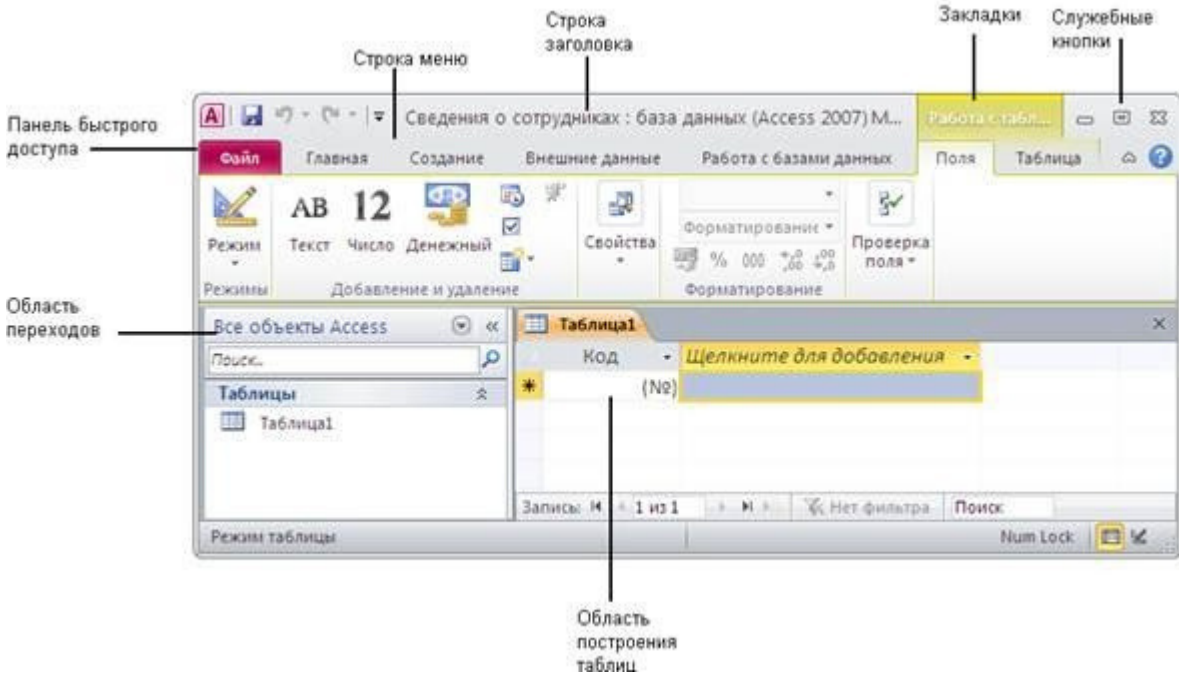 Строка
заголовка
Закладки
Служебные
кнопки
Строка меню
Панель быстрого
доступа
Сведения о сотрудниках : база данных (Access 2007) M...
Работа с табл...
Файл Главная Создание Внешние данные Работа с базами данных Поля Таблица
AB 12
Режим Текст Число Денежный Свойства Форматирование Проверка
поля
% 000
Режимы Добавление и удаление Форматирование
Область
переходов
Все объекты Access
Таблица1
Поиск...
Код Щелкните для добавления
(№)
Таблицы
Таблица1
Запись: 1 из 1 Нет фильтра Поиск
Режим таблицы Num Lock
Область
построения
таблиц